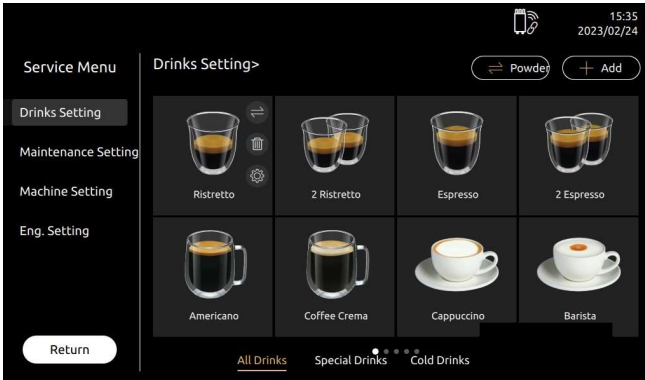 15:35
2023/02/24
Service Menu
Drinks Setting>
Powder
Add
Drinks Setting
Maintenance Setting
Machine Setting
Eng. Setting
Ristretto
2 Ristretto
Espresso
2 Espresso
Americano
Coffee Crema
Cappuccino
Barista
Return
All Drinks
Special Drinks
Cold Drinks